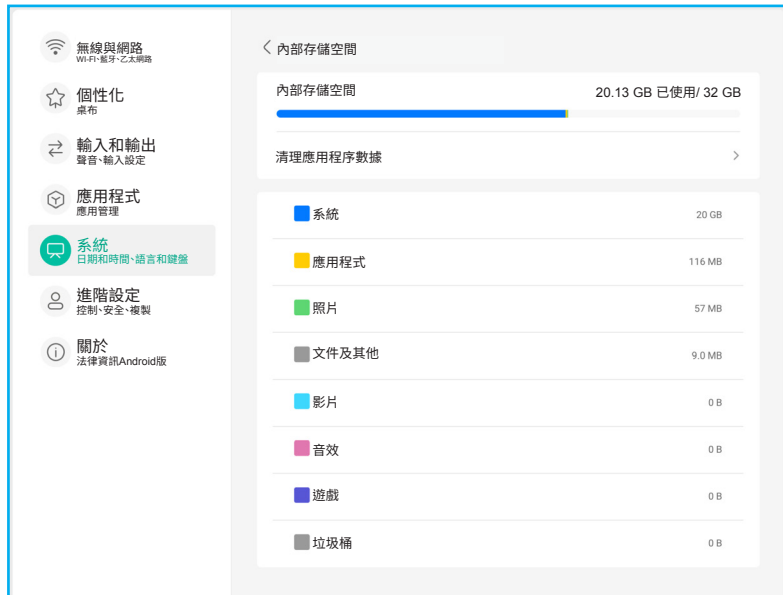 無線與網路
WI-FI、藍牙、乙太網路
個性化
桌布
輸入和輸出
聲音、輸入設定
應用程式
應用管理
系統
日期和時間、語言和鍵盤
進階設定
控制、安全、複製
關於
法律資訊Android版
內部存儲空間
內部存儲空間 20.13 GB 已使用/ 32 GB
清理應用程序數據
系統 20 GB
應用程式 116 MB
照片 57 MB
文件及其他 9.0 MB
影片 0 B
音效 0 B
遊戲 0 B
垃圾桶 0 B